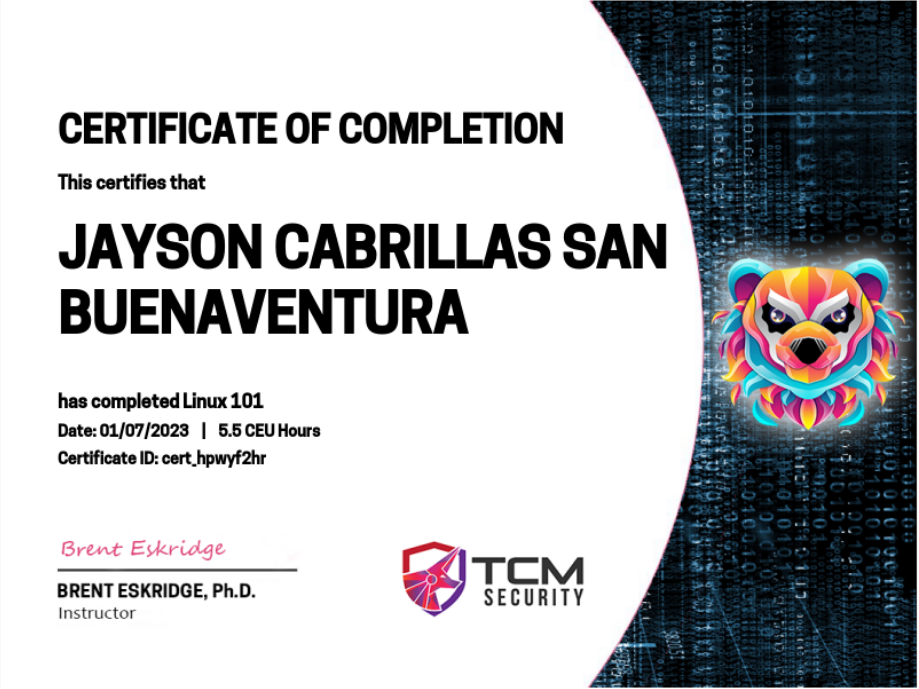 CERTIFICATE OF COMPLETION
This certifies that
JAYSON CABRILLAS SAN
BUENAVENTURA
has completed Linux 101
Date: 01/07/2023 | 5.5 CEU Hours
Certificate ID: cert_hpwyf2hr
Brent Eskridge
BRENT ESKRIDGE, Ph.D.
Instructor
TCM
SECURITY